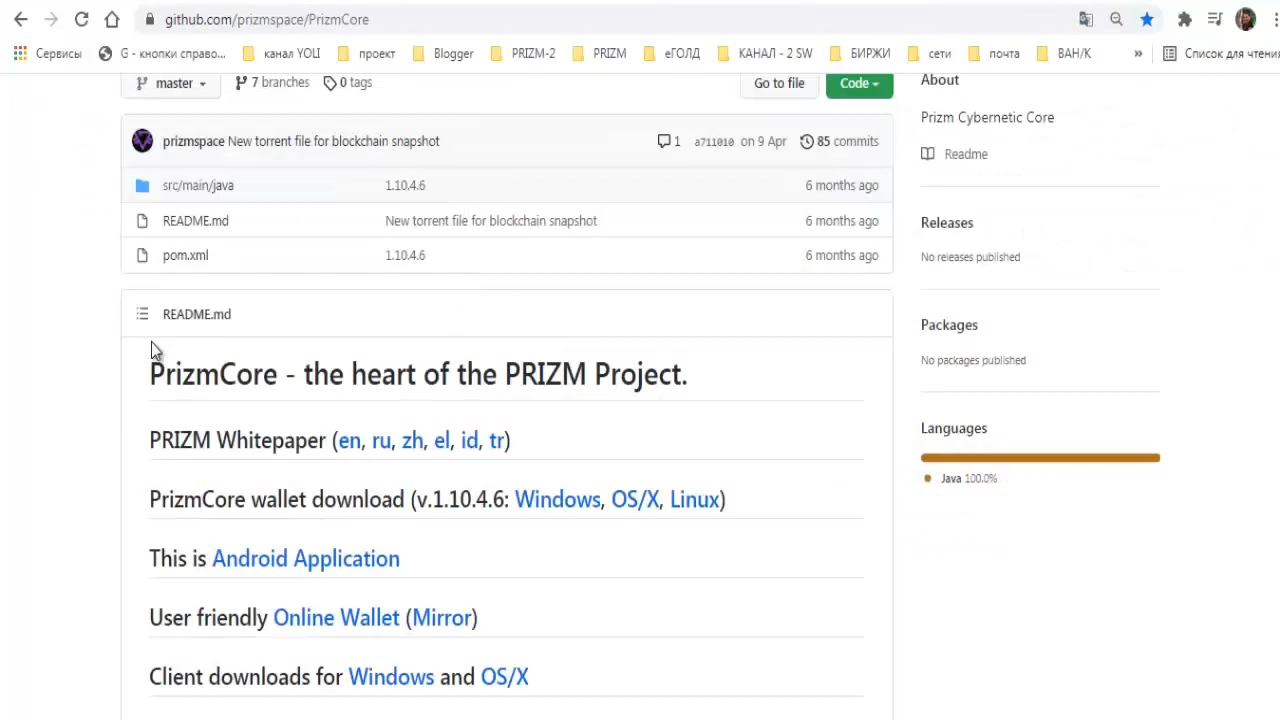 github.com/prizmspace/PrizmCore
Сервисы G - кнопки справо... канал YOLI проект Blogger PRIZM-2 PRIZM еГОЛД КАНАЛ - 2 SW БИРЖИ сети почта ВАН/К » Список для чтени
master 7 branches 0 tags Go to file Code
About
Prizm Cybernetic Core
prizmspace New torrent file for blockchain snapshot 1 a711010 on 9 Apr 85 commits
Readme
src/main/java 1.10.4.6 6 months ago
README.md New torrent file for blockchain snapshot 6 months ago
Releases
pom.xml 1.10.4.6 6 months ago
No releases published
README.md
Packages
No packages published
PrizmCore - the heart of the PRIZM Project.
Languages
PRIZM Whitepaper (en, ru, zh, el, id, tr)
Java 100.0%
PrizmCore wallet download (v.1.10.4.6: Windows, OS/X, Linux)
This is Android Application
User friendly Online Wallet (Mirror)
Client downloads for Windows and OS/X